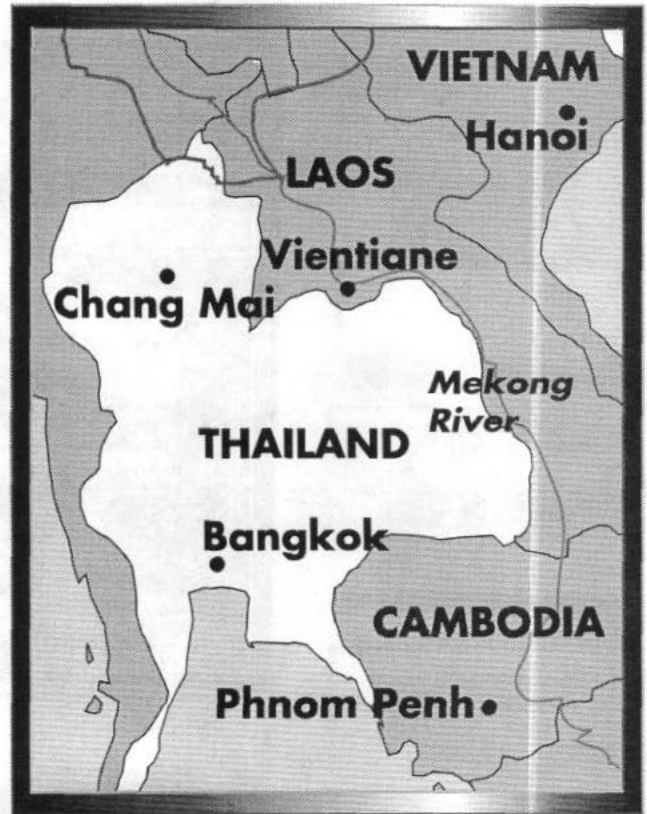 VIETNAM
Hanoi
LAOS
Vientiane
Chang Mai
Mekong
River
THAILAND
Bangkok
CAMBODIA
Phnom Penh